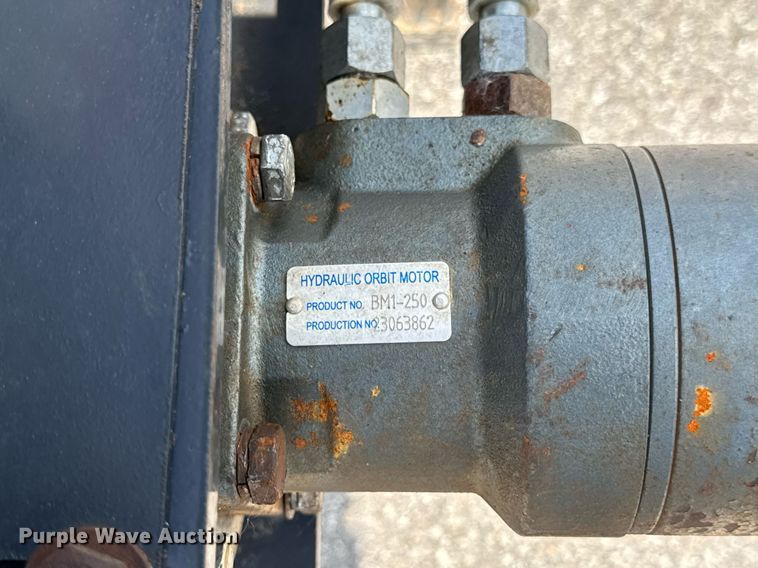 HYDRAULIC ORBIT MOTOR
PRODUCT NO. BM1-250
PRODUCTION NO. 23063862
Purple Wave Auction